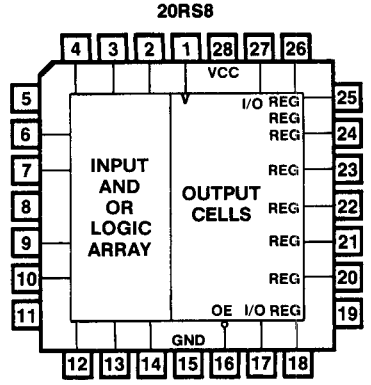 20RS8
4 3 2 1 28 27 26
VCC
5 I/O REG 25
REG
6 REG 24
INPUT
7 REG 23
AND
OR
OUTPUT
8 LOGIC CELLS REG 22
9 ARRAY REG 21
10 REG 20
11 OE I/O REG 19
GND
12 13 14 15 16 17 18